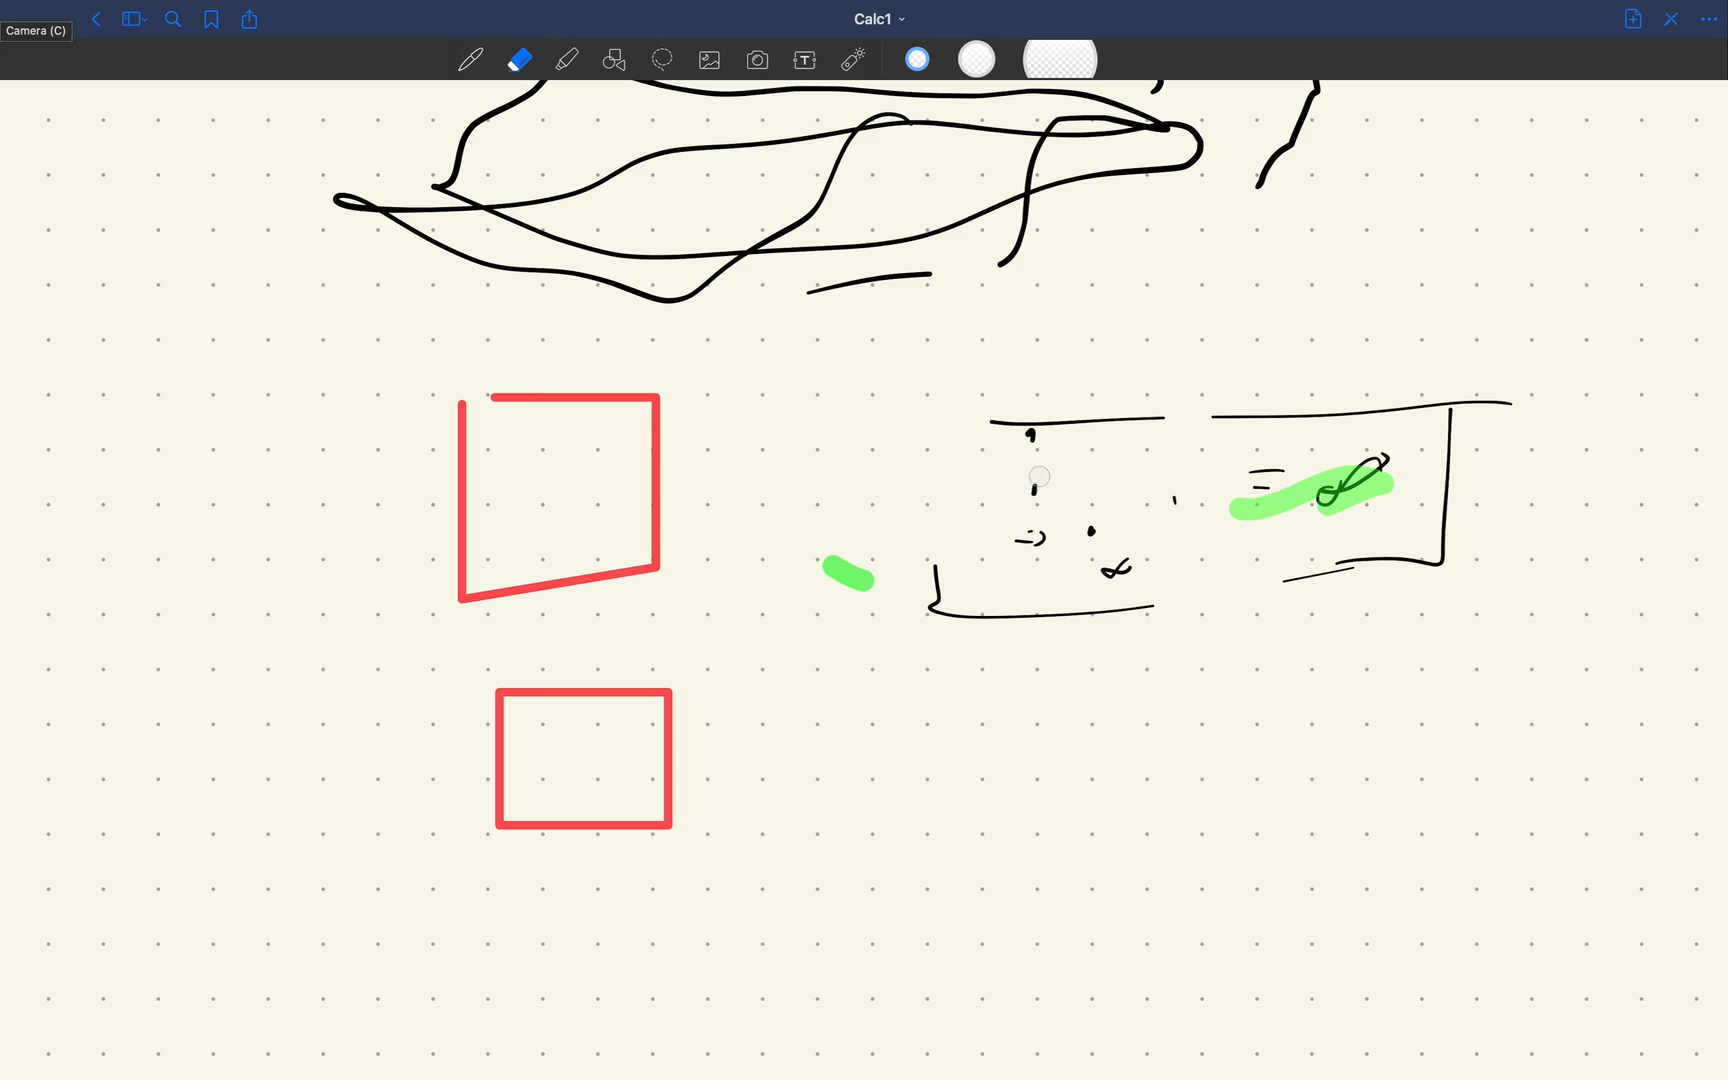 Calc1
Camera (C)
T
=
∝
=>
∝